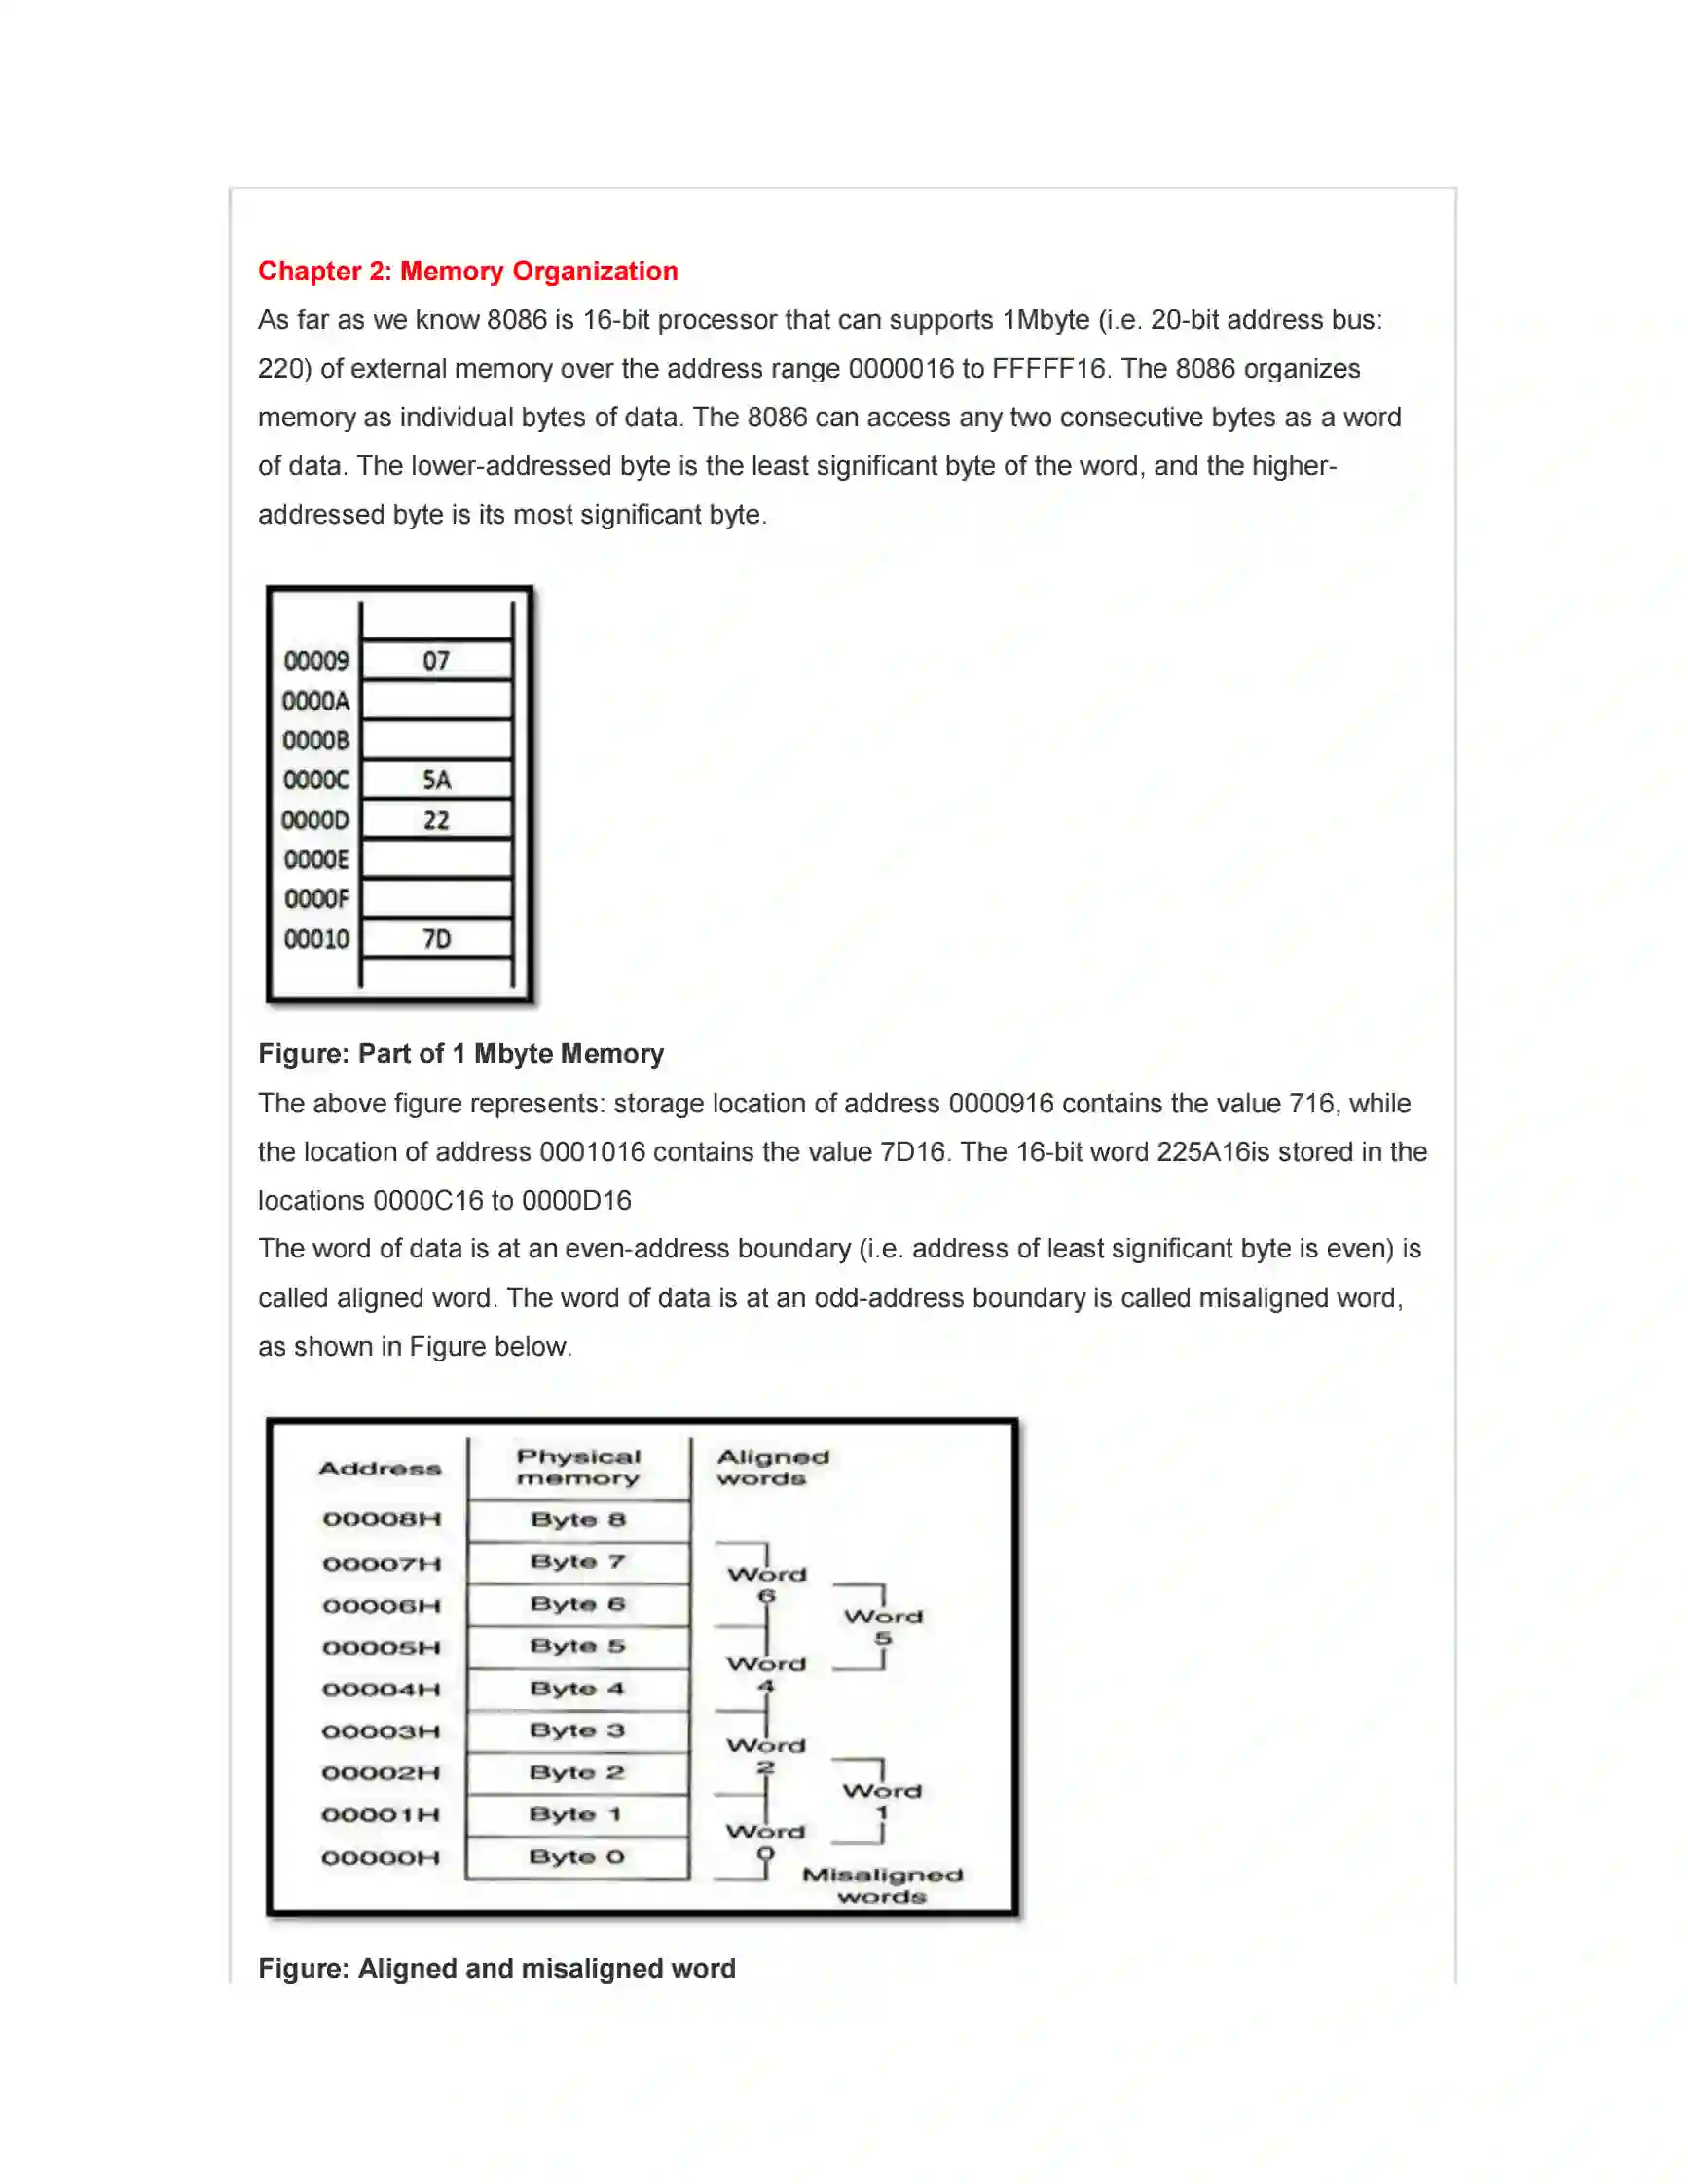 Chapter 2: Memory Organization
As far as we know 8086 is 16-bit processor that can supports 1Mbyte (i.e. 20-bit address bus:
220) of external memory over the address range 0000016 to FFFFF16. The 8086 organizes
memory as individual bytes of data. The 8086 can access any two consecutive bytes as a word
of data. The lower-addressed byte is the least significant byte of the word, and the higher-
addressed byte is its most significant byte.
00009 07
0000A
0000B
0000C 5A
0000D 22
0000E
0000F
00010 7D
Figure: Part of 1 Mbyte Memory
The above figure represents: storage location of address 0000916 contains the value 716, while
the location of address 0001016 contains the value 7D16. The 16-bit word 225A16is stored in the
locations 0000C16 to 0000D16
The word of data is at an even-address boundary (i.e. address of least significant byte is even) is
called aligned word. The word of data is at an odd-address boundary is called misaligned word,
as shown in Figure below.
Address Physical memory Aligned words
00008H Byte 8
00007H Byte 7
Word 6
00006H Byte 6
Word 5
00005H Byte 5
Word 4
00004H Byte 4
00003H Byte 3
Word 2
00002H Byte 2
Word 1
00001H Byte 1
Word 0
00000H Byte 0
Misaligned words
Figure: Aligned and misaligned word